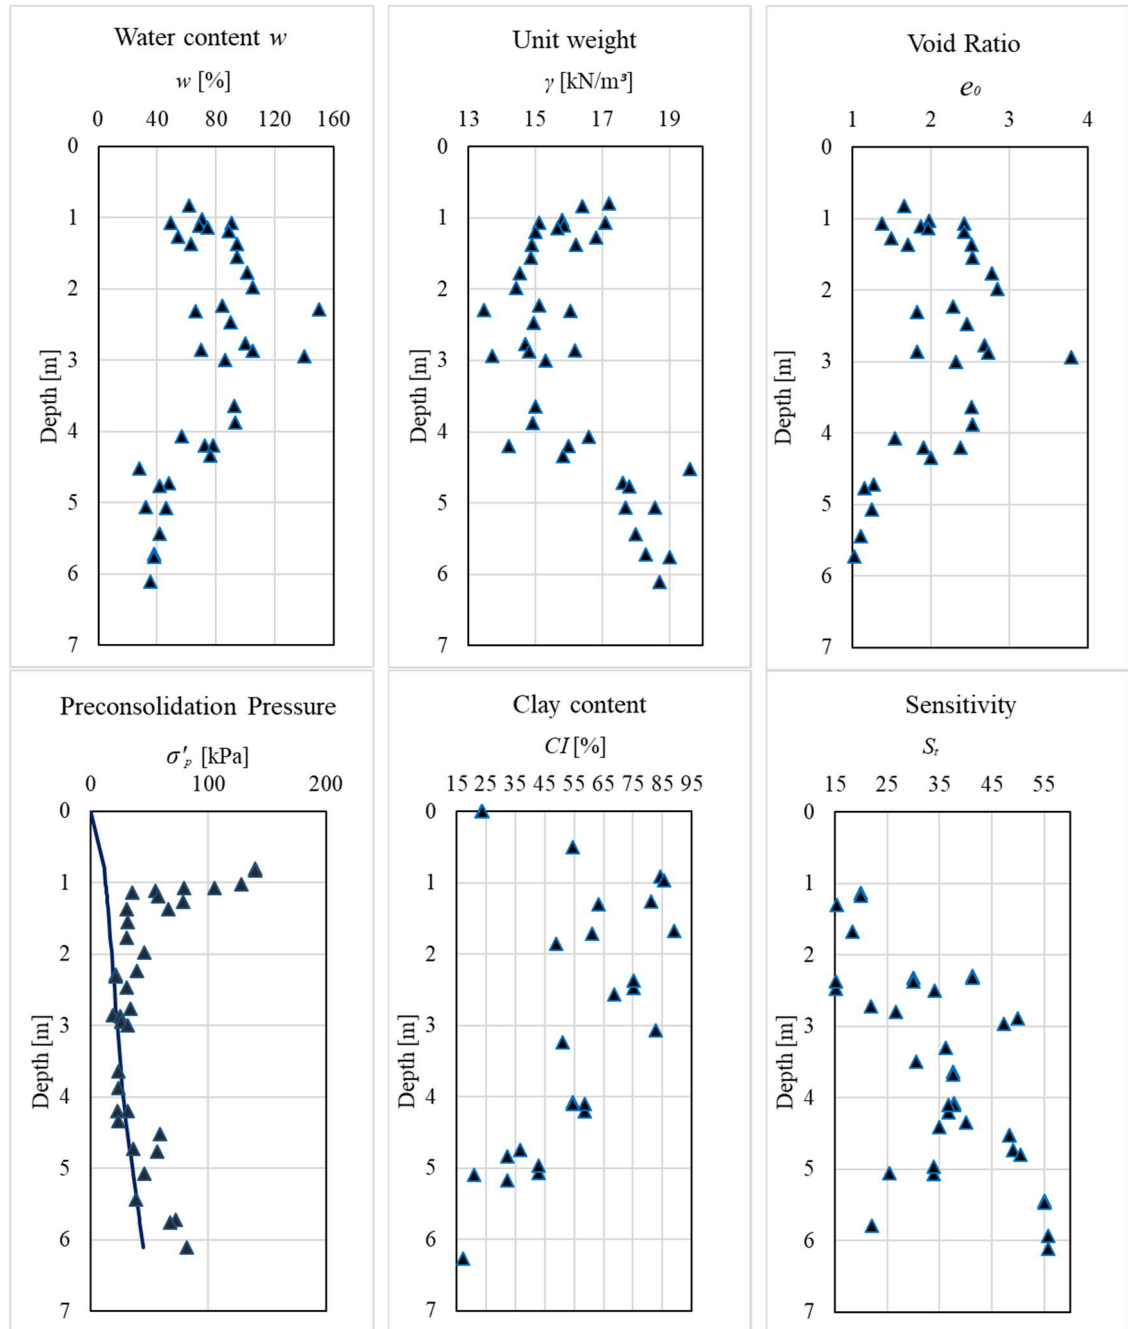 Water content w
w [%]
0 40 80 120 160
0
1
2
3
4
5
6
7
Depth [m]
Unit weight
γ [kN/m³]
13 15 17 19
0
1
2
3
4
5
6
7
Depth [m]
Void Ratio
e₀
1 2 3 4
0
1
2
3
4
5
6
7
Depth [m]
Preconsolidation Pressure
σ′ₚ [kPa]
0 100 200
0
1
2
3
4
5
6
7
Depth [m]
Clay content
CI [%]
15 25 35 45 55 65 75 85 95
0
1
2
3
4
5
6
7
Depth [m]
Sensitivity
Sₜ
15 25 35 45 55
0
1
2
3
4
5
6
7
Depth [m]